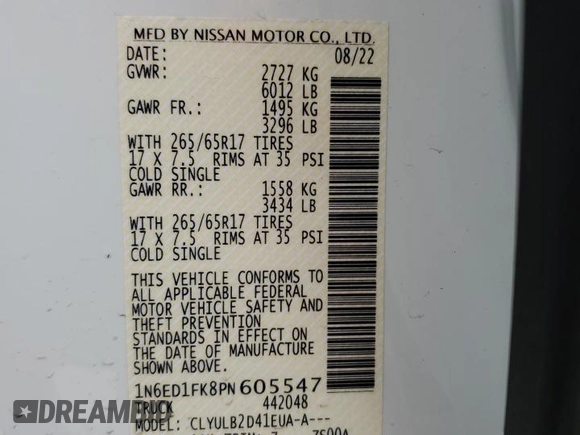 MFD BY NISSAN MOTOR CO., LTD.
DATE: 08/22
GVWR: 2727 KG
6012 LB
GAWR FR.: 1495 KG
3296 LB
WITH 265/65R17 TIRES
17 X 7.5 RIMS AT 35 PSI
COLD SINGLE
GAWR RR.: 1558 KG
3434 LB
WITH 265/65R17 TIRES
17 X 7.5 RIMS AT 35 PSI
COLD SINGLE
THIS VEHICLE CONFORMS TO
ALL APPLICABLE FEDERAL
MOTOR VEHICLE SAFETY AND
THEFT PREVENTION
STANDARDS IN EFFECT ON
THE DATE OF MANUFACTURE
SHOWN ABOVE.
1N6ED1FK8PN605547
TRUCK 442048
MODEL: CLYULB2D41EUA-A---
DREAMBID